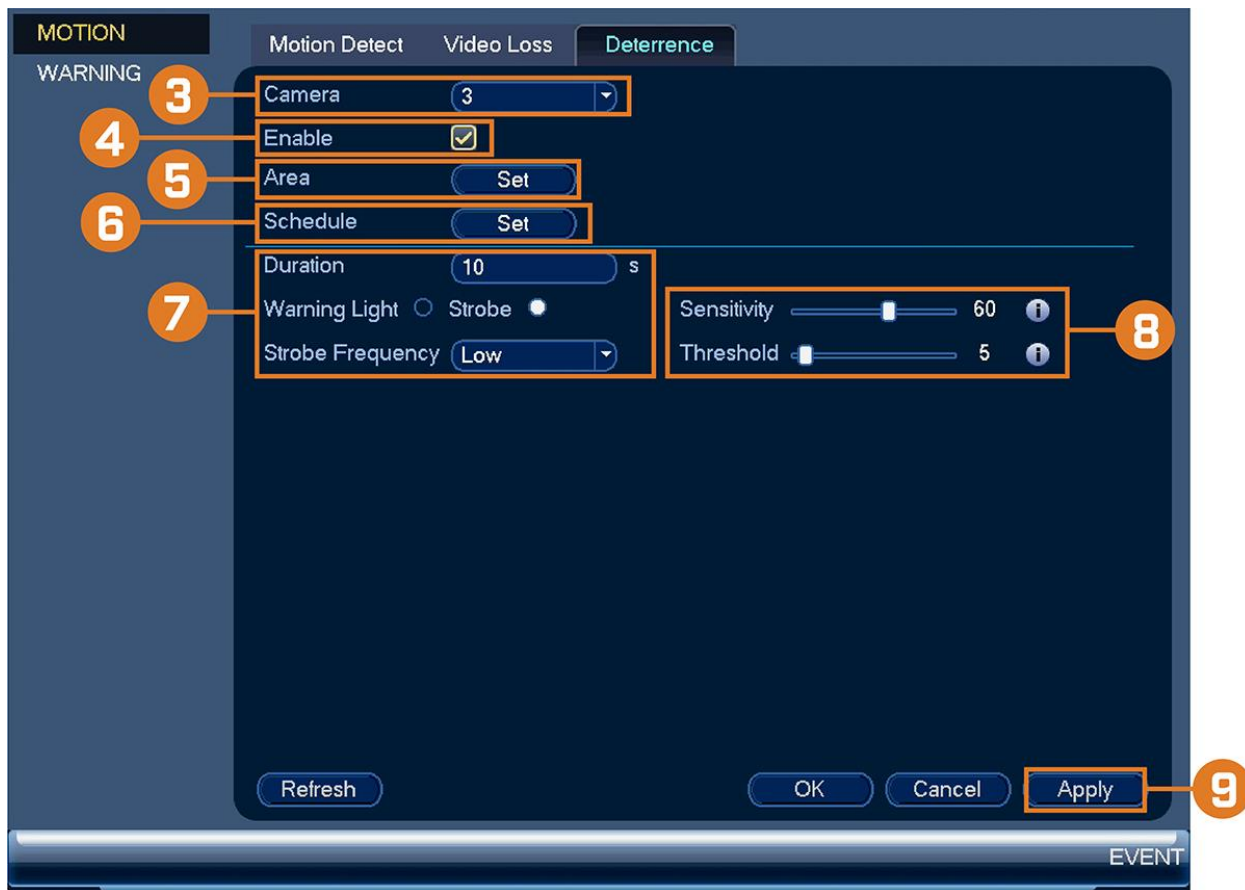 MOTION
WARNING
Motion Detect Video Loss Deterrence
3 Camera 3
4 Enable
5 Area Set
6 Schedule Set
Duration 10 s
7 Warning Light Strobe
Strobe Frequency Low
Sensitivity 60
Threshold 5
8
Refresh OK Cancel Apply 9
EVENT